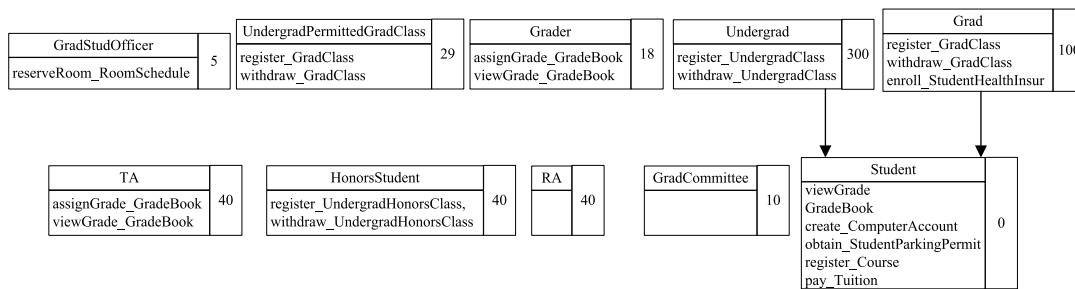 GradStudOfficer
reserveRoom_RoomSchedule
5
UndergradPermittedGradClass
register_GradClass
withdraw_GradClass
29
Grader
assignGrade_GradeBook
viewGrade_GradeBook
18
Undergrad
register_UndergradClass
withdraw_UndergradClass
300
Grad
register_GradClass
withdraw_GradClass
enroll_StudentHealthInsur
100
TA
assignGrade_GradeBook
viewGrade_GradeBook
40
HonorsStudent
register_UndergradHonorsClass,
withdraw_UndergradHonorsClass
40
RA
40
GradCommittee
10
Student
viewGrade
GradeBook
create_ComputerAccount
obtain_StudentParkingPermit
register_Course
pay_Tuition
0